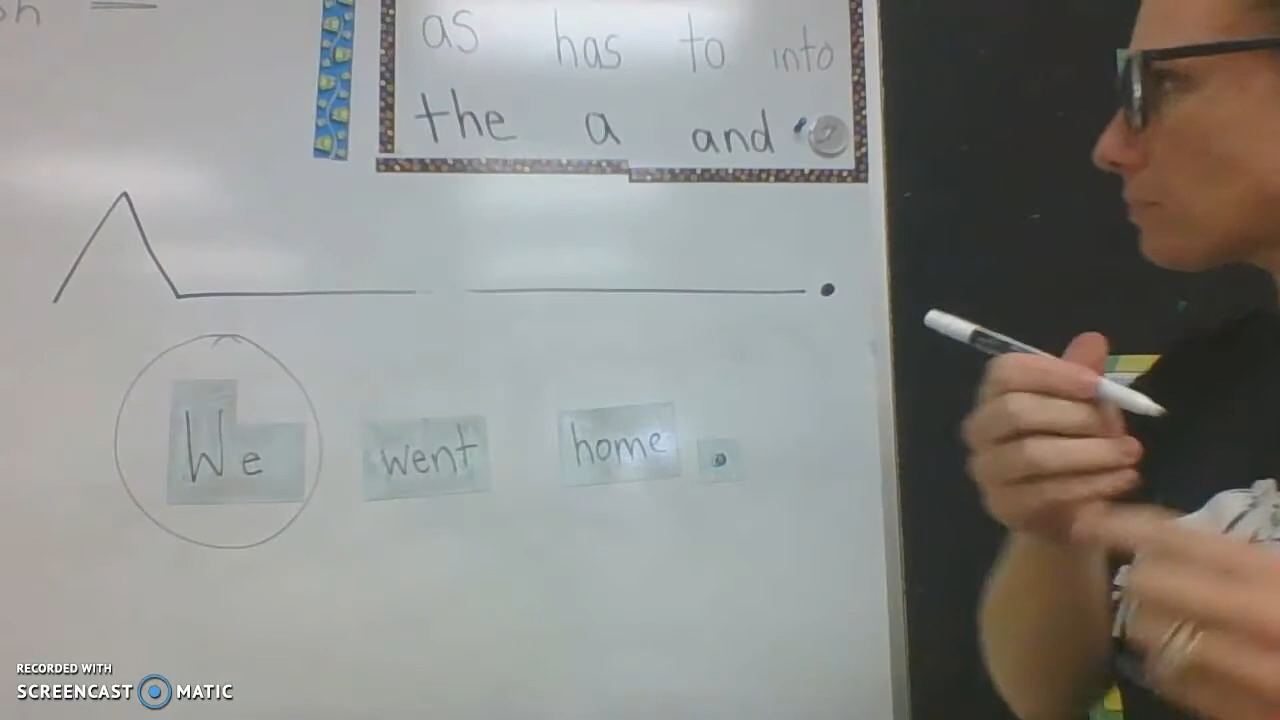 as has to into
the a and
We went home .
RECORDED WITH
SCREENCAST MATIC